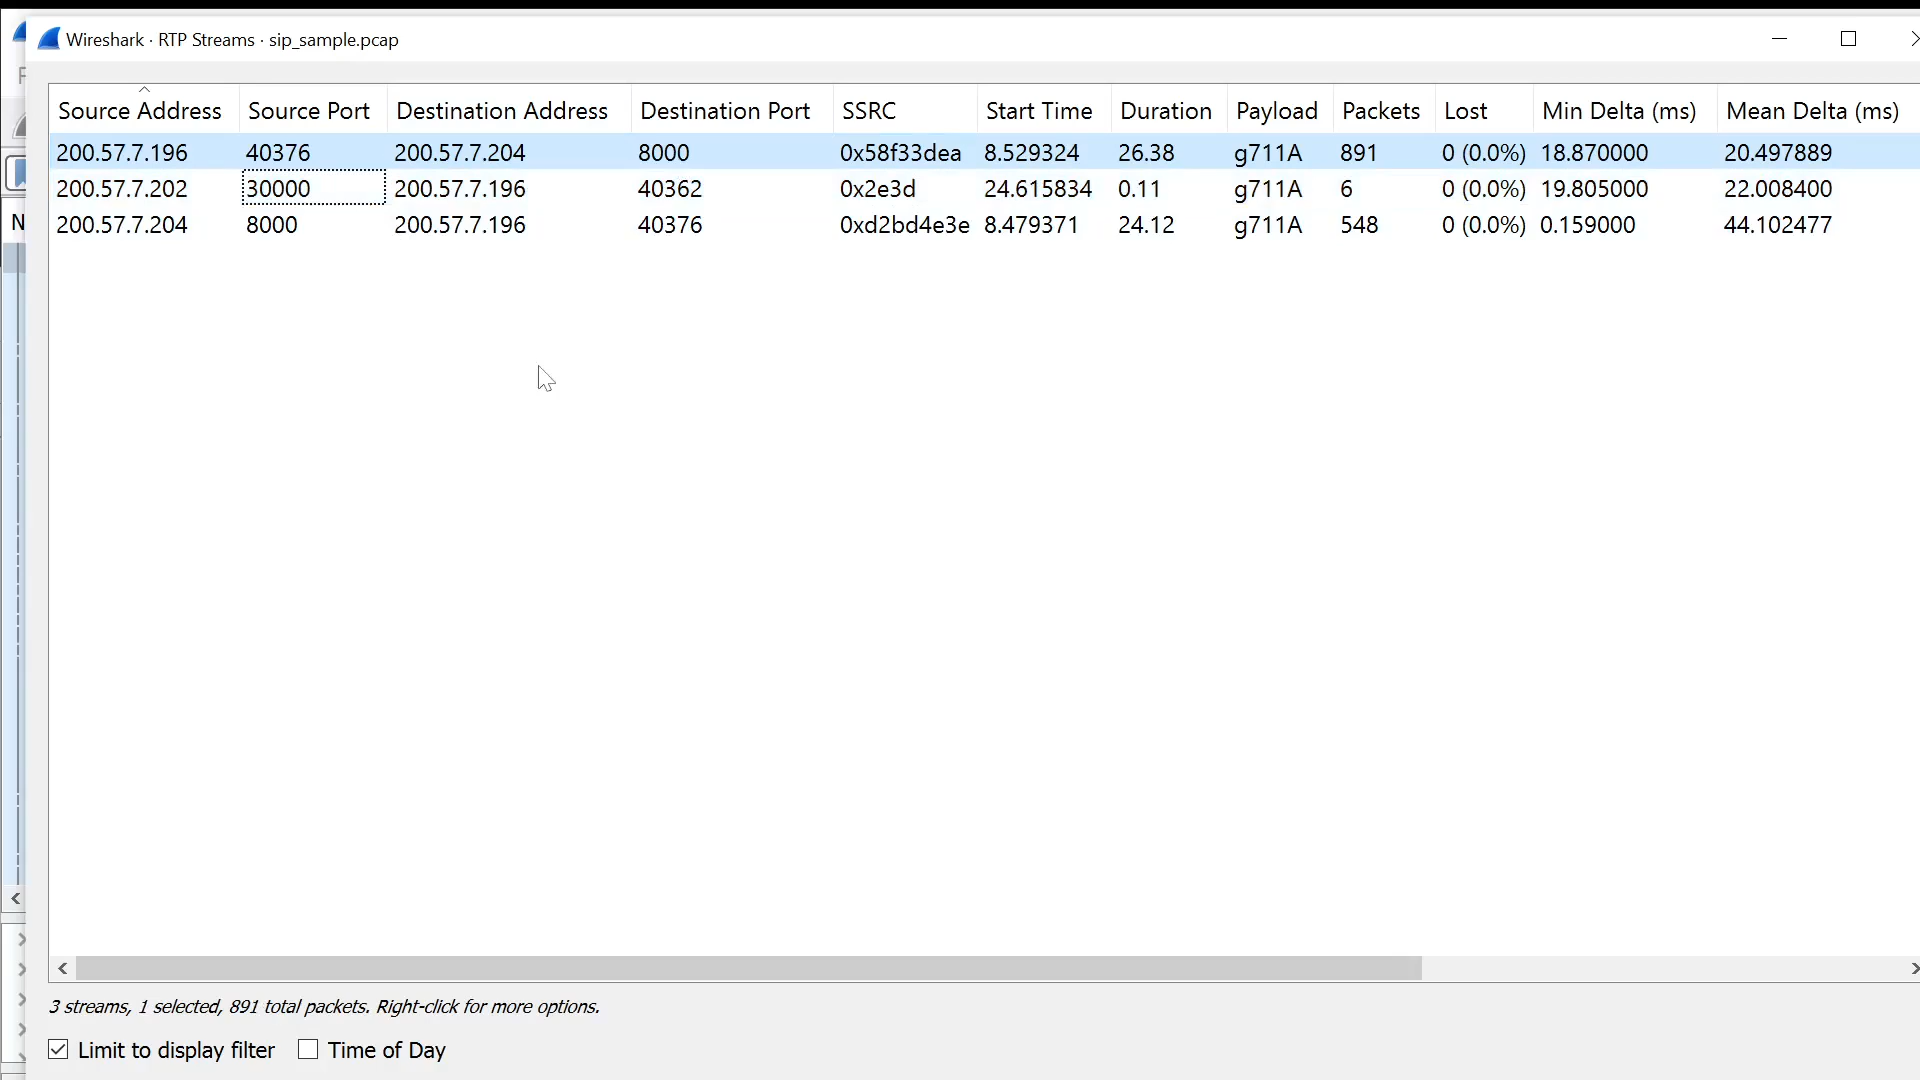 Wireshark · RTP Streams · sip_sample.pcap
Source Address Source Port Destination Address Destination Port SSRC Start Time Duration Payload Packets Lost Min Delta (ms) Mean Delta (ms)
200.57.7.196 40376 200.57.7.204 8000 0x58f33dea 8.529324 26.38 g711A 891 0 (0.0%) 18.870000 20.497889
200.57.7.202 30000 200.57.7.196 40362 0x2e3d 24.615834 0.11 g711A 6 0 (0.0%) 19.805000 22.008400
200.57.7.204 8000 200.57.7.196 40376 0xd2bd4e3e 8.479371 24.12 g711A 548 0 (0.0%) 0.159000 44.102477
3 streams, 1 selected, 891 total packets. Right-click for more options.
Limit to display filter Time of Day